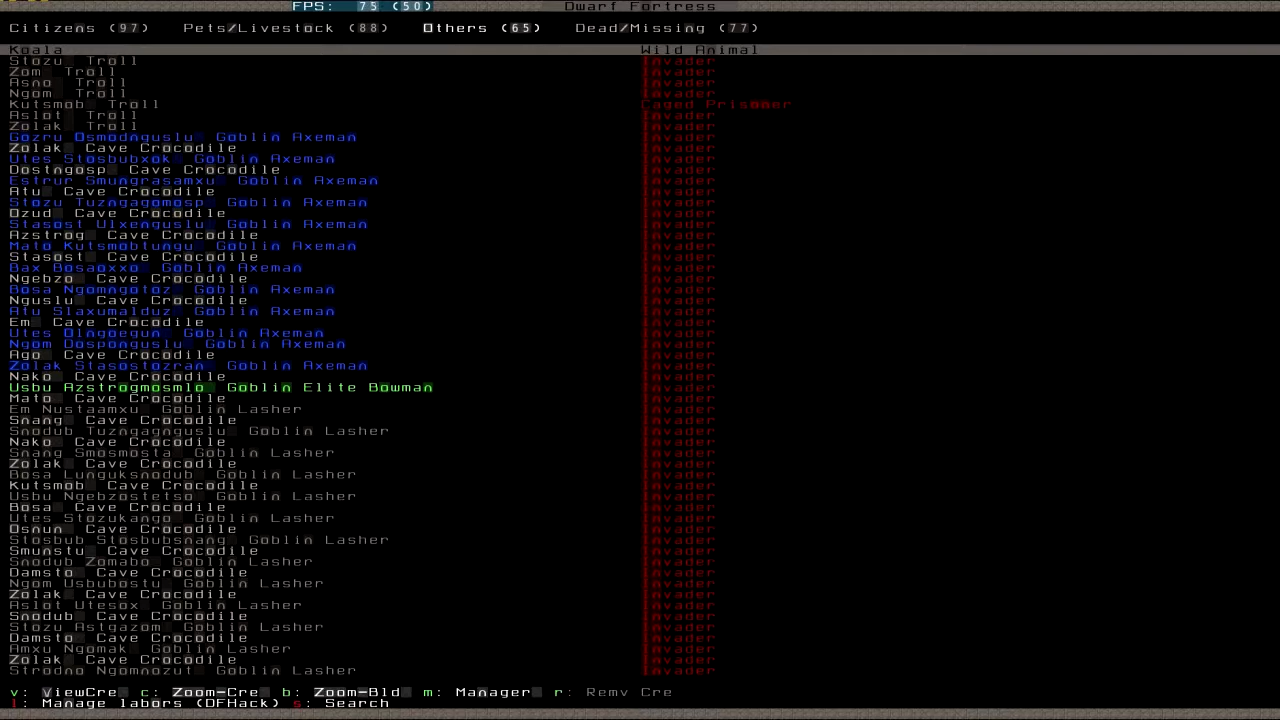 FPS: 75 (50) Dwarf Fortress
Citizens (97) Pets/Livestock (88) Others (65) Dead/Missing (77)
Koala Wild Animal
Stozu Troll Invader
Zom Troll Invader
Asno Troll Invader
Ngom Troll Invader
Kutsmob Troll Caged Prisoner
Aslot Troll Invader
Zolak Troll Invader
Gozru Osmodnguslu Goblin Axeman Invader
Zolak Cave Crocodile Invader
Utes Stosbubxok Goblin Axeman Invader
Dostngosp Cave Crocodile Invader
Estrur Smungrasamxu Goblin Axeman Invader
Atu Cave Crocodile Invader
Stozu Tuzngagomosp Goblin Axeman Invader
Ozud Cave Crocodile Invader
Stasost Ulxenguslu Goblin Axeman Invader
Azstrog Cave Crocodile Invader
Mato Kutsmobtungu Goblin Axeman Invader
Stasost Cave Crocodile Invader
Bax Bosaoxxo Goblin Axeman Invader
Ngebzo Cave Crocodile Invader
Bosa Ngomngotoz Goblin Axeman Invader
Nguslu Cave Crocodile Invader
Atu Slaxumalduz Goblin Axeman Invader
Em Cave Crocodile Invader
Utes Olngoegun Goblin Axeman Invader
Ngom Dosponguslu Goblin Axeman Invader
Ago Cave Crocodile Invader
Zolak Stasostozran Goblin Axeman Invader
Nako Cave Crocodile Invader
Usbu Azstrogmosmlo Goblin Elite Bowman Invader
Mato Cave Crocodile Invader
Em Nustaamxu Goblin Lasher Invader
Snang Cave Crocodile Invader
Snodub Tuzngagnguslu Goblin Lasher Invader
Nako Cave Crocodile Invader
Snang Smosmosta Goblin Lasher Invader
Zolak Cave Crocodile Invader
Bosa Lunguksnodub Goblin Lasher Invader
Kutsmob Cave Crocodile Invader
Usbu Ngebzostetso Goblin Lasher Invader
Bosa Cave Crocodile Invader
Utes Stozukango Goblin Lasher Invader
Osnun Cave Crocodile Invader
Stosbub Stosbubsnang Goblin Lasher Invader
Smunstu Cave Crocodile Invader
Snodub Zomabo Goblin Lasher Invader
Damsto Cave Crocodile Invader
Ngom Usbubostu Goblin Lasher Invader
Zolak Cave Crocodile Invader
Aslot Utesox Goblin Lasher Invader
Snodub Cave Crocodile Invader
Stozu Astgazom Goblin Lasher Invader
Damsto Cave Crocodile Invader
Amxu Ngomak Goblin Lasher Invader
Zolak Cave Crocodile Invader
Strodno Ngomnozut Goblin Lasher Invader
v: ViewCre c: Zoom-Cre b: Zoom-Bld m: Manager r: Remv Cre
l: Manage labors (DFHack) s: Search